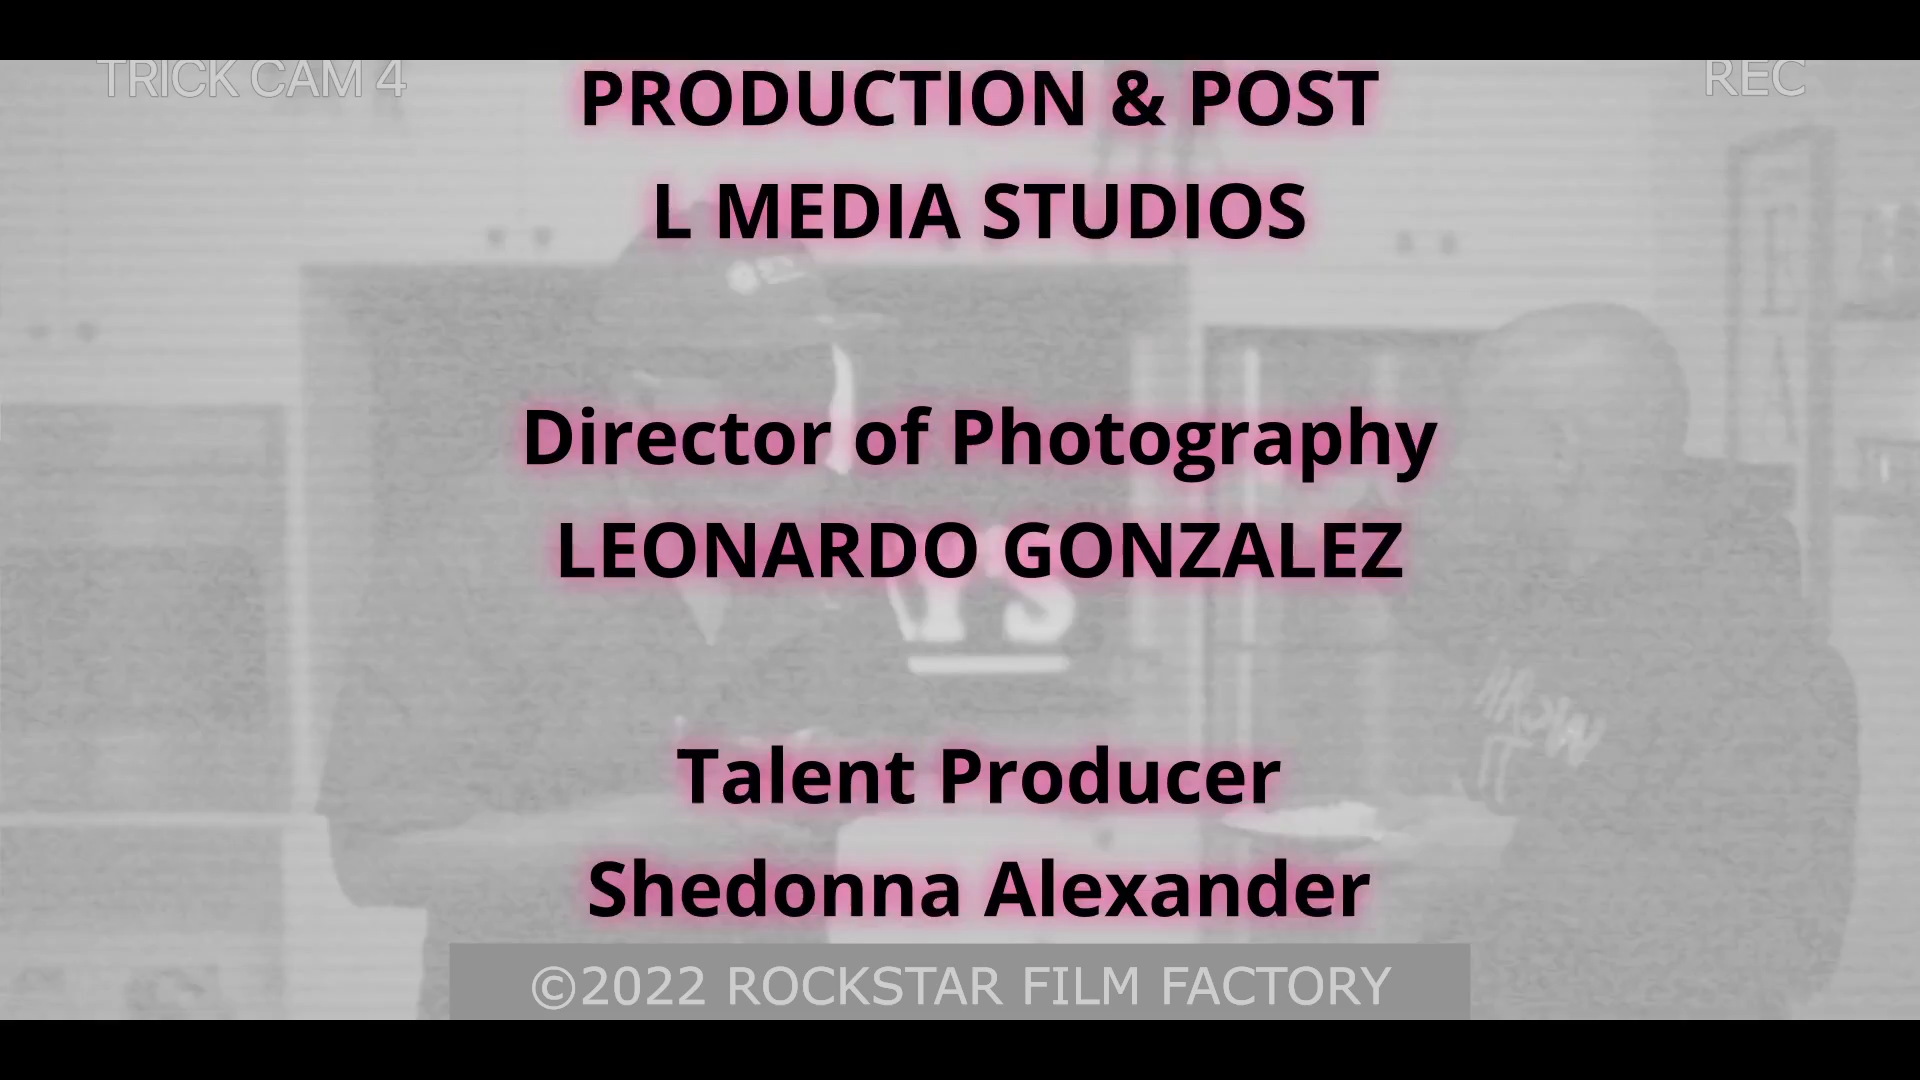 TRICK CAM 4
REC
PRODUCTION & POST
L MEDIA STUDIOS
Director of Photography
LEONARDO GONZALEZ
Talent Producer
Shedonna Alexander
©2022 ROCKSTAR FILM FACTORY